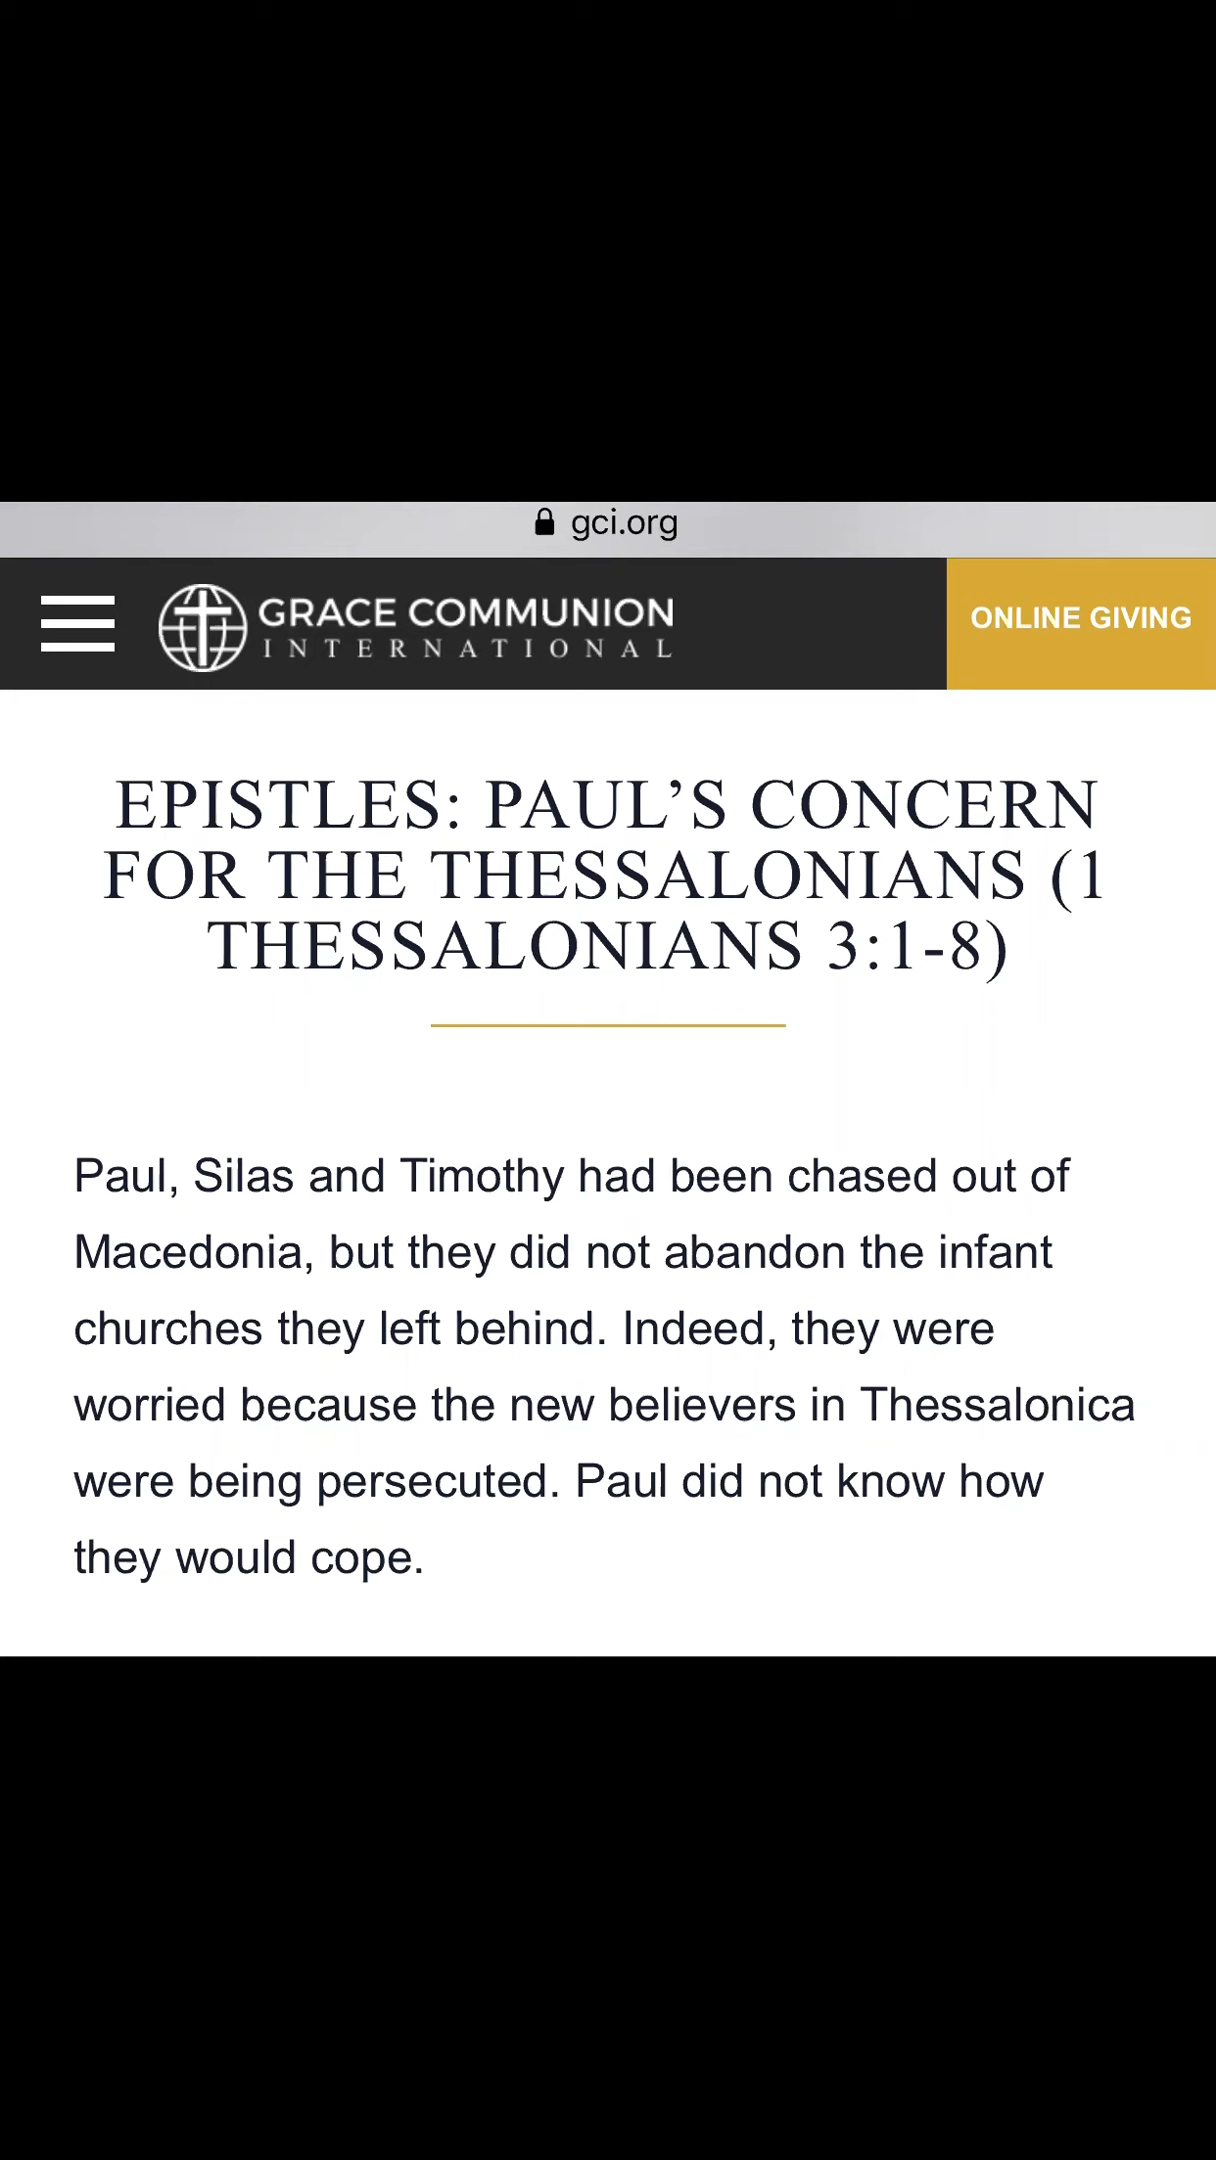 gci.org
GRACE COMMUNION
INTERNATIONAL
ONLINE GIVING
EPISTLES: PAUL’S CONCERN
FOR THE THESSALONIANS (1
THESSALONIANS 3:1-8)
Paul, Silas and Timothy had been chased out of
Macedonia, but they did not abandon the infant
churches they left behind. Indeed, they were
worried because the new believers in Thessalonica
were being persecuted. Paul did not know how
they would cope.